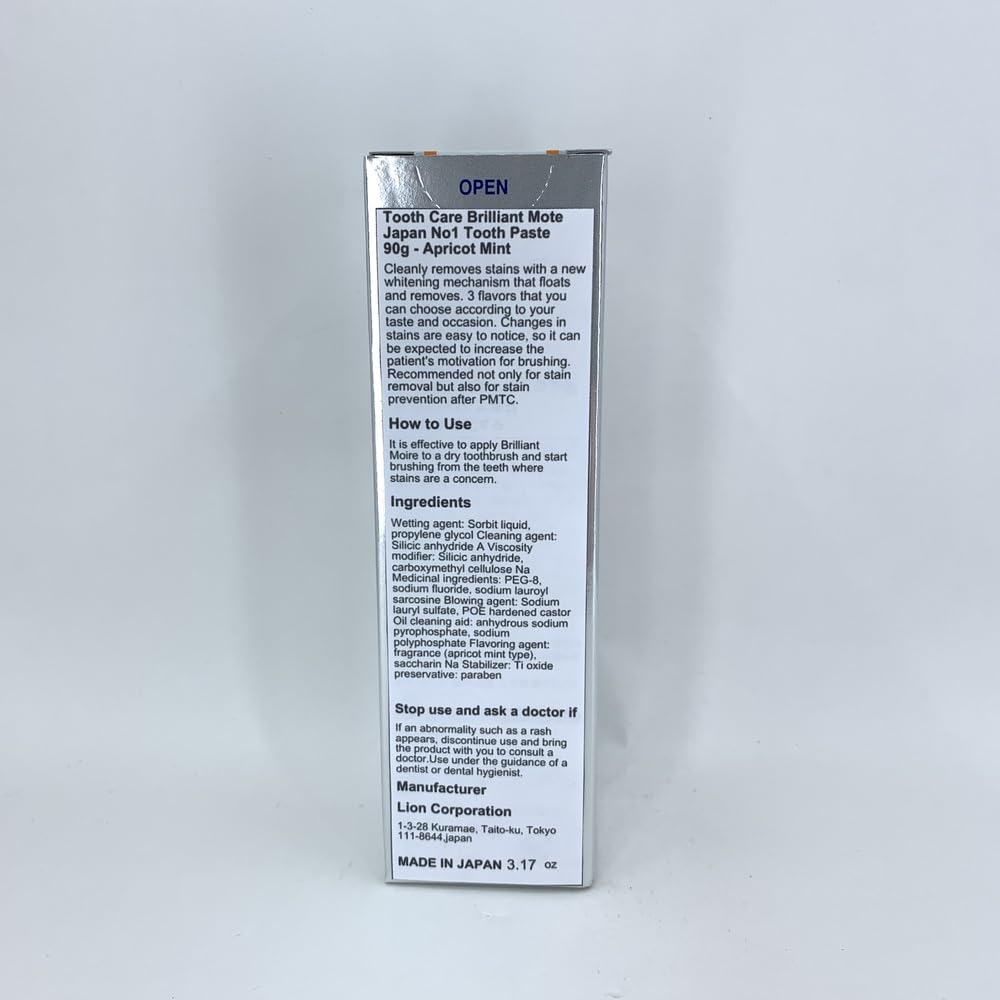 OPEN
Tooth Care Brilliant Mote
Japan No1 Tooth Paste
90g - Apricot Mint
Cleanly removes stains with a new
whitening mechanism that floats
and removes. 3 flavors that you
can choose according to your
taste and occasion. Changes in
stains are easy to notice, so it can
be expected to increase the
patient's motivation for brushing.
Recommended not only for stain
removal but also for stain
prevention after PMTC.
How to Use
It is effective to apply Brilliant
Moire to a dry toothbrush and start
brushing from the teeth where
stains are a concern.
Ingredients
Wetting agent: Sorbit liquid,
propylene glycol Cleaning agent:
Silicic anhydride A Viscosity
modifier: Silicic anhydride,
carboxymethyl cellulose Na
Medicinal ingredients: PEG-8,
sodium fluoride, sodium lauroyl
sarcosine Blowing agent: Sodium
lauryl sulfate, POE hardened castor
Oil cleaning aid: anhydrous sodium
pyrophosphate, sodium
polyphosphate Flavoring agent:
fragrance (apricot mint type),
saccharin Na Stabilizer: Ti oxide
preservative: paraben
Stop use and ask a doctor if
If an abnormality such as a rash
appears, discontinue use and bring
the product with you to consult a
doctor.Use under the guidance of a
dentist or dental hygienist.
Manufacturer
Lion Corporation
1-3-28 Kuramae, Taito-ku, Tokyo
111-8644,japan
MADE IN JAPAN 3.17 oz